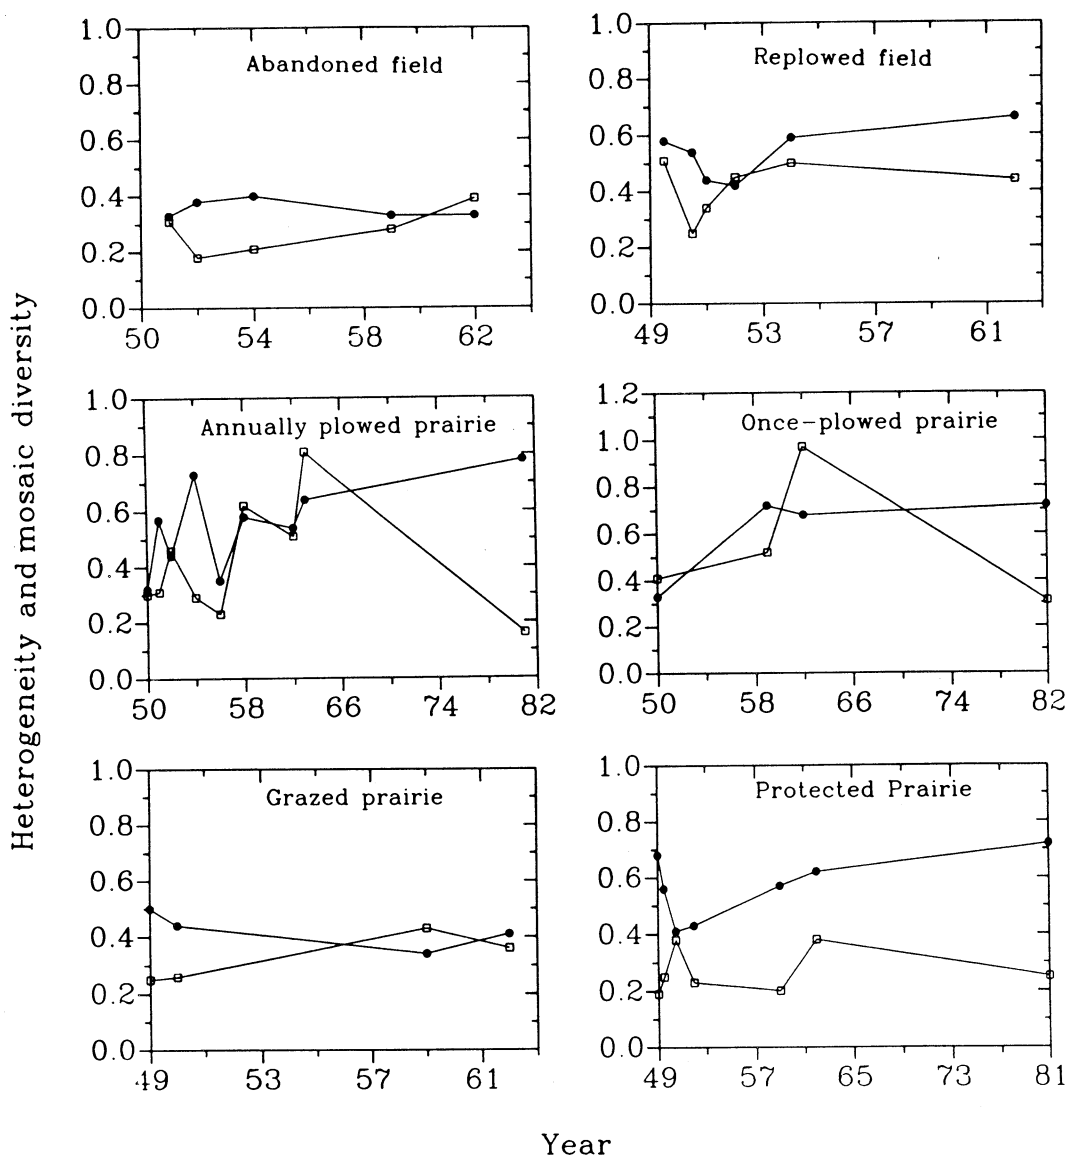 Heterogeneity and mosaic diversity
Abandoned field
1.0
0.8
0.6
0.4
0.2
0.0
50 54 58 62
Replowed field
1.0
0.8
0.6
0.4
0.2
0.0
49 53 57 61
Annually plowed prairie
1.0
0.8
0.6
0.4
0.2
0.0
50 58 66 74 82
Once-plowed prairie
1.2
1.0
0.8
0.6
0.4
0.2
0.0
50 58 66 74 82
Grazed prairie
1.0
0.8
0.6
0.4
0.2
0.0
49 53 57 61
Protected Prairie
1.0
0.8
0.6
0.4
0.2
0.0
49 57 65 73 81
Year